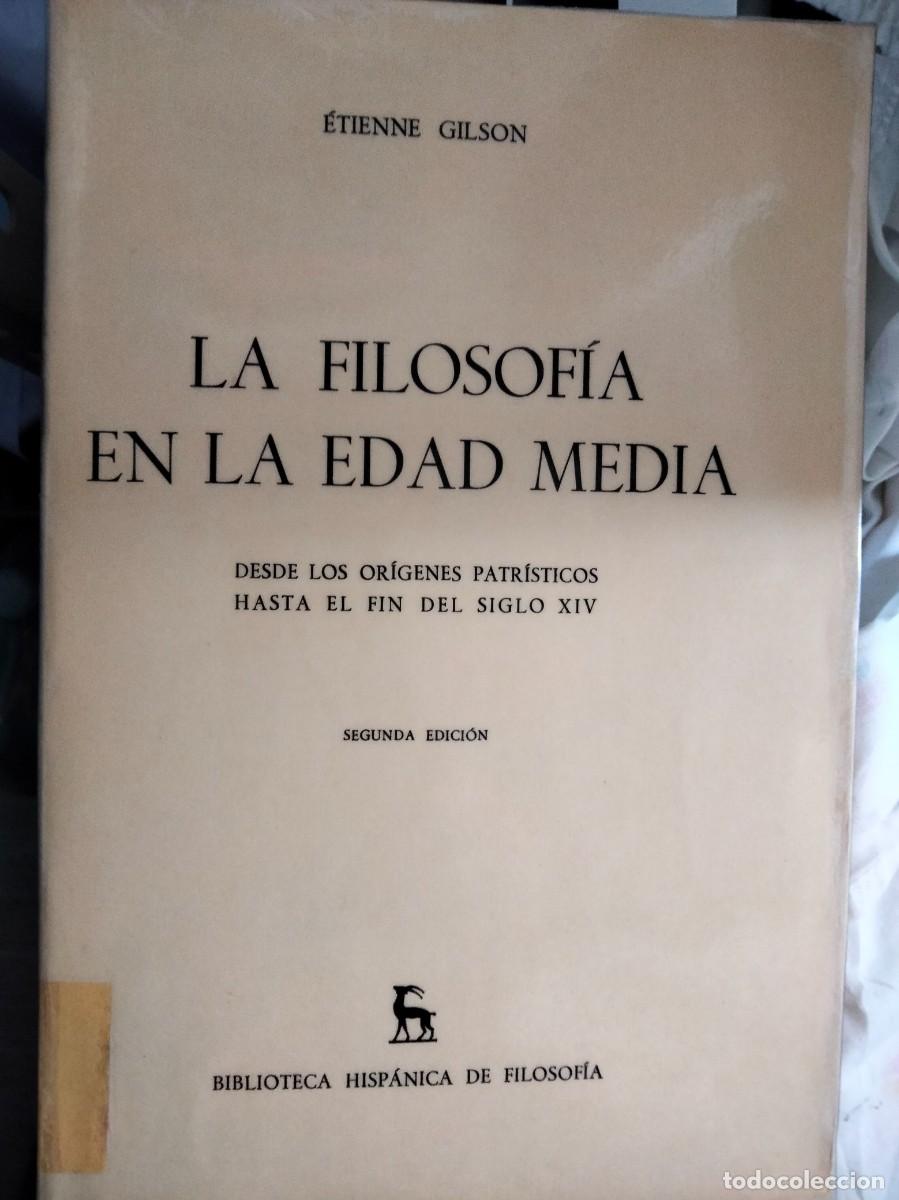 ÉTIENNE GILSON
LA FILOSOFÍA
EN LA EDAD MEDIA
DESDE LOS ORÍGENES PATRÍSTICOS
HASTA EL FIN DEL SIGLO XIV
SEGUNDA EDICIÓN
BIBLIOTECA HISPÁNICA DE FILOSOFÍA
todocoleccion